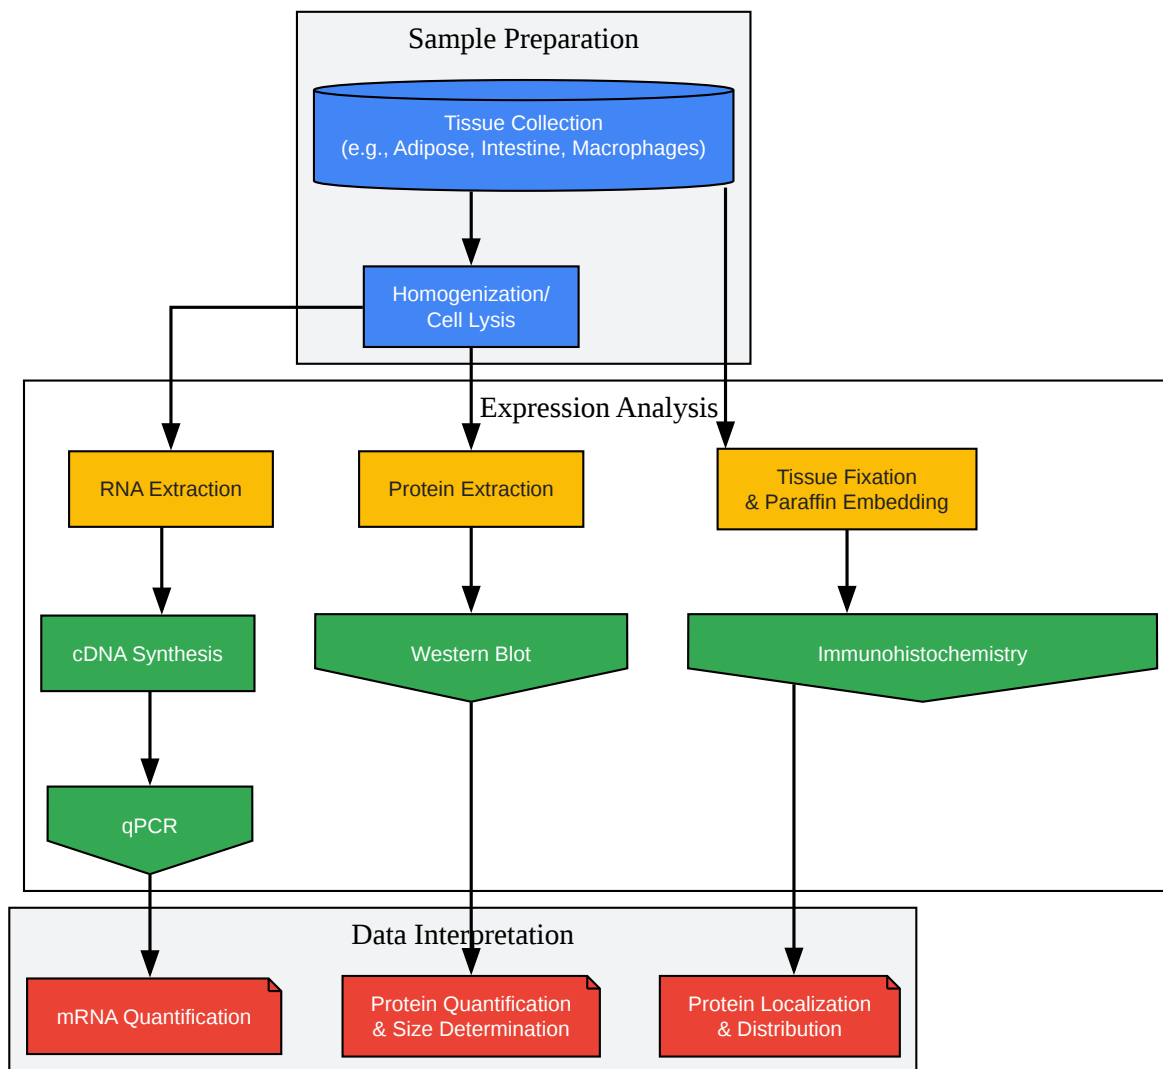 Sample Preparation
Tissue Collection
(e.g., Adipose, Intestine, Macrophages)
Homogenization/
Cell Lysis
Expression Analysis
RNA Extraction
Protein Extraction
Tissue Fixation
& Paraffin Embedding
cDNA Synthesis
Western Blot
Immunohistochemistry
qPCR
Data Interpretation
mRNA Quantification
Protein Quantification
& Size Determination
Protein Localization
& Distribution